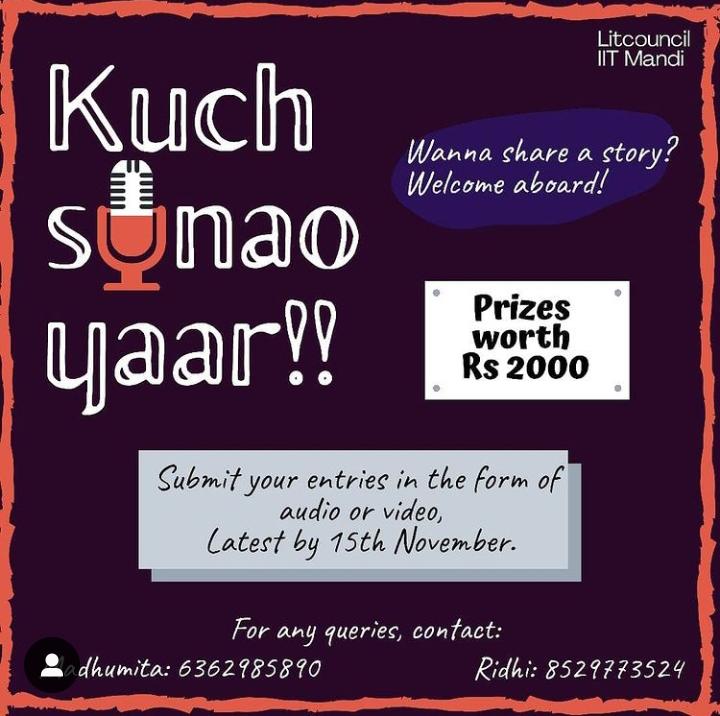 Litcouncil
IIT Mandi
Kuch
sunao
yaar!!
Wanna share a story?
Welcome aboard!
Prizes
worth
Rs 2000
Submit your entries in the form of
audio or video,
Latest by 15th November.
For any queries, contact:
Madhumita: 6362985890
Ridhi: 8529773524